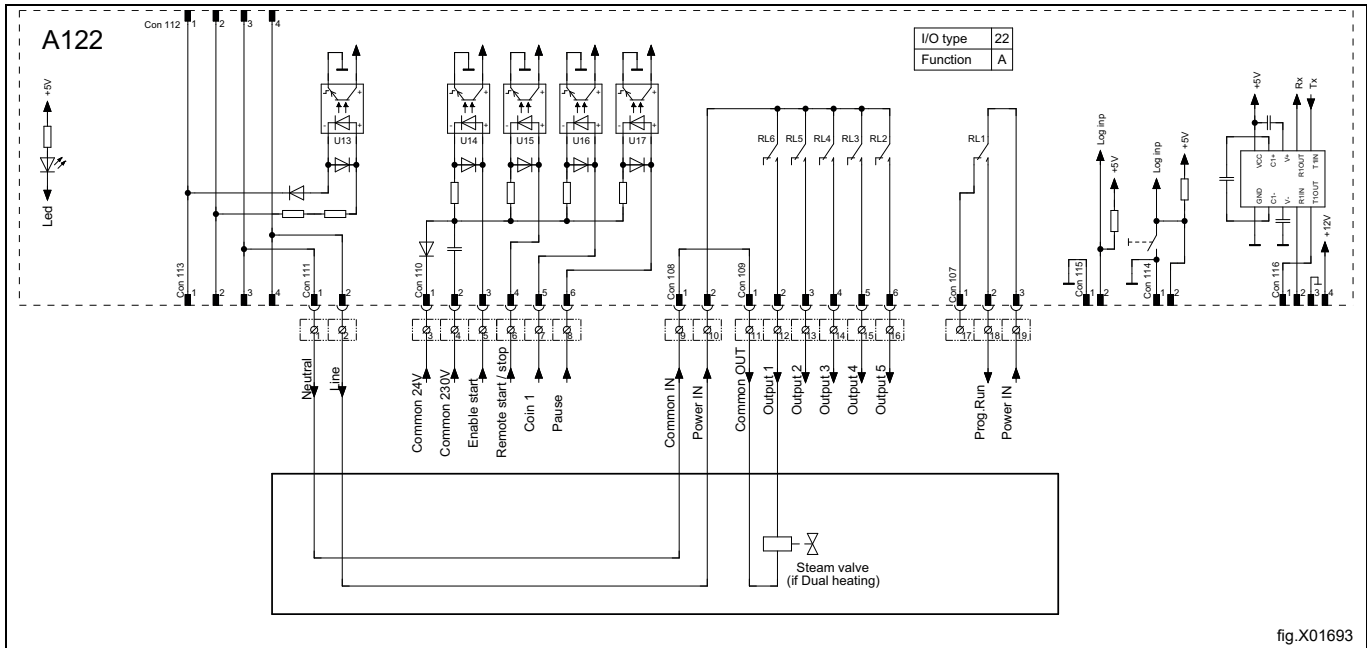 A122
Con 112 1 2 3 4
I/O type 22
Function A
+5V
Led
U13 U14 U15 U16 U17
RL6 RL5 RL4 RL3 RL2
RL1
Log inp
+5V
Log inp
+5V
+5V
Rx
Tx
VCC C1+ V+ R1OUT T1IN
GND C1- V- R1IN T1OUT
+12V
Con 113 1 2 3 4
Con 111 1 2
Con 110 1 2 3 4 5 6
Con 108 1 2
Con 109 1 2 3 4 5 6
Con 107 1 2 3
Con 115 1 2
Con 114 1 2
Con 116 1 2 3 4
1 2 3 4 5 6 7 8 9 10 11 12 13 14 15 16 17 18 19
Neutral
Line
Common 24V
Common 230V
Enable start
Remote start / stop
Coin 1
Pause
Common IN
Power IN
Common OUT
Output 1
Output 2
Output 3
Output 4
Output 5
Prog.Run
Power IN
Steam valve
(if Dual heating)
fig.X01693